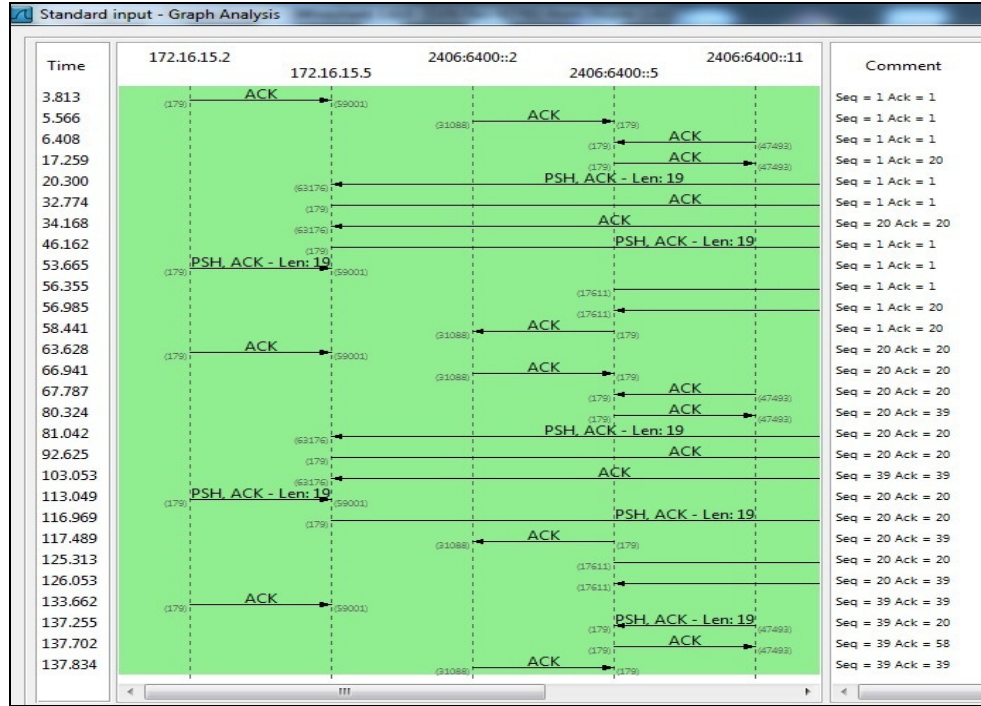 Standard input - Graph Analysis
Time 172.16.15.2 172.16.15.5 2406:6400::2 2406:6400::5 2406:6400::11 Comment
3.813 (179) ACK (59001) Seq = 1 Ack = 1
5.566 (31088) ACK (179) Seq = 1 Ack = 1
6.408 (179) ACK (47493) Seq = 1 Ack = 1
17.259 (179) ACK (47493) Seq = 1 Ack = 20
20.300 (63176) PSH, ACK - Len: 19 Seq = 1 Ack = 1
32.774 (179) ACK Seq = 1 Ack = 1
34.168 (63176) ACK Seq = 20 Ack = 20
46.162 (179) PSH, ACK - Len: 19 Seq = 1 Ack = 1
53.665 (179) PSH, ACK - Len: 19 (59001) Seq = 1 Ack = 1
56.355 (17611) Seq = 1 Ack = 1
56.985 (17611) Seq = 1 Ack = 20
58.441 (31088) ACK (179) Seq = 1 Ack = 20
63.628 (179) ACK (59001) Seq = 20 Ack = 20
66.941 (31088) ACK (179) Seq = 20 Ack = 20
67.787 (179) ACK (47493) Seq = 20 Ack = 20
80.324 (179) ACK (47493) Seq = 20 Ack = 39
81.042 (63176) PSH, ACK - Len: 19 Seq = 20 Ack = 20
92.625 (179) ACK Seq = 20 Ack = 20
103.053 (63176) ACK Seq = 39 Ack = 39
113.049 (179) PSH, ACK - Len: 19 (59001) Seq = 20 Ack = 20
116.969 (179) PSH, ACK - Len: 19 Seq = 20 Ack = 20
117.489 (31088) ACK (179) Seq = 20 Ack = 39
125.313 (17611) Seq = 20 Ack = 20
126.053 (17611) Seq = 20 Ack = 39
133.662 (179) ACK (59001) Seq = 39 Ack = 39
137.255 (179) PSH, ACK - Len: 19 (47493) Seq = 39 Ack = 20
137.702 (179) ACK (47493) Seq = 39 Ack = 58
137.834 (31088) ACK (179) Seq = 39 Ack = 39